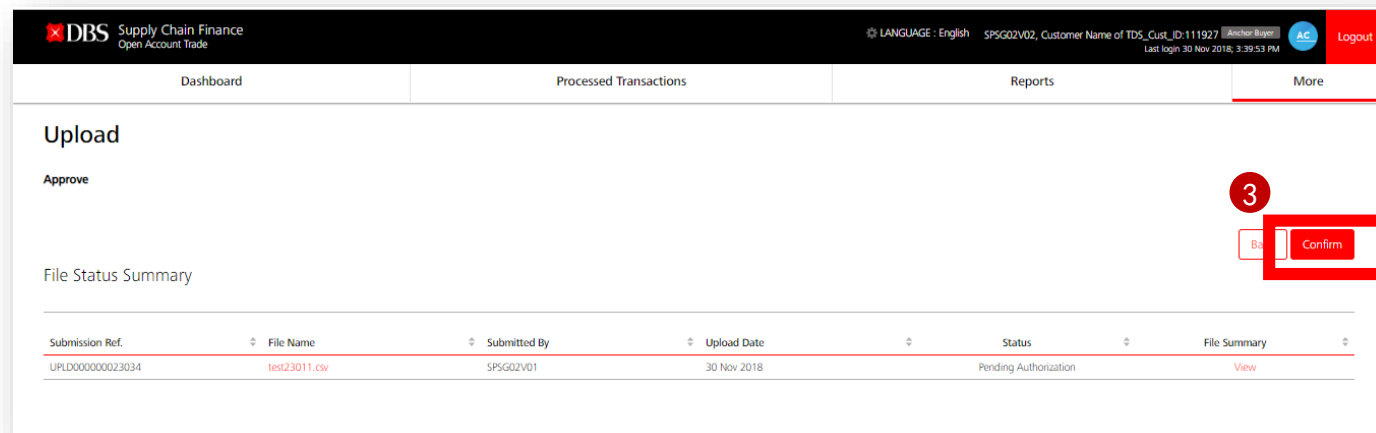 DBS Supply Chain Finance
Open Account Trade
LANGUAGE : English
SPSG02V02, Customer Name of TDS_Cust_ID:111927 Anchor Buyer
Last login 30 Nov 2018; 3:39:53 PM
AC
Logout
Dashboard Processed Transactions Reports More
Upload
Approve
3
Confirm
File Status Summary
Submission Ref. File Name Submitted By Upload Date Status File Summary
UPLD000000023034 test23011.csv SPSG02V01 30 Nov 2018 Pending Authorization View